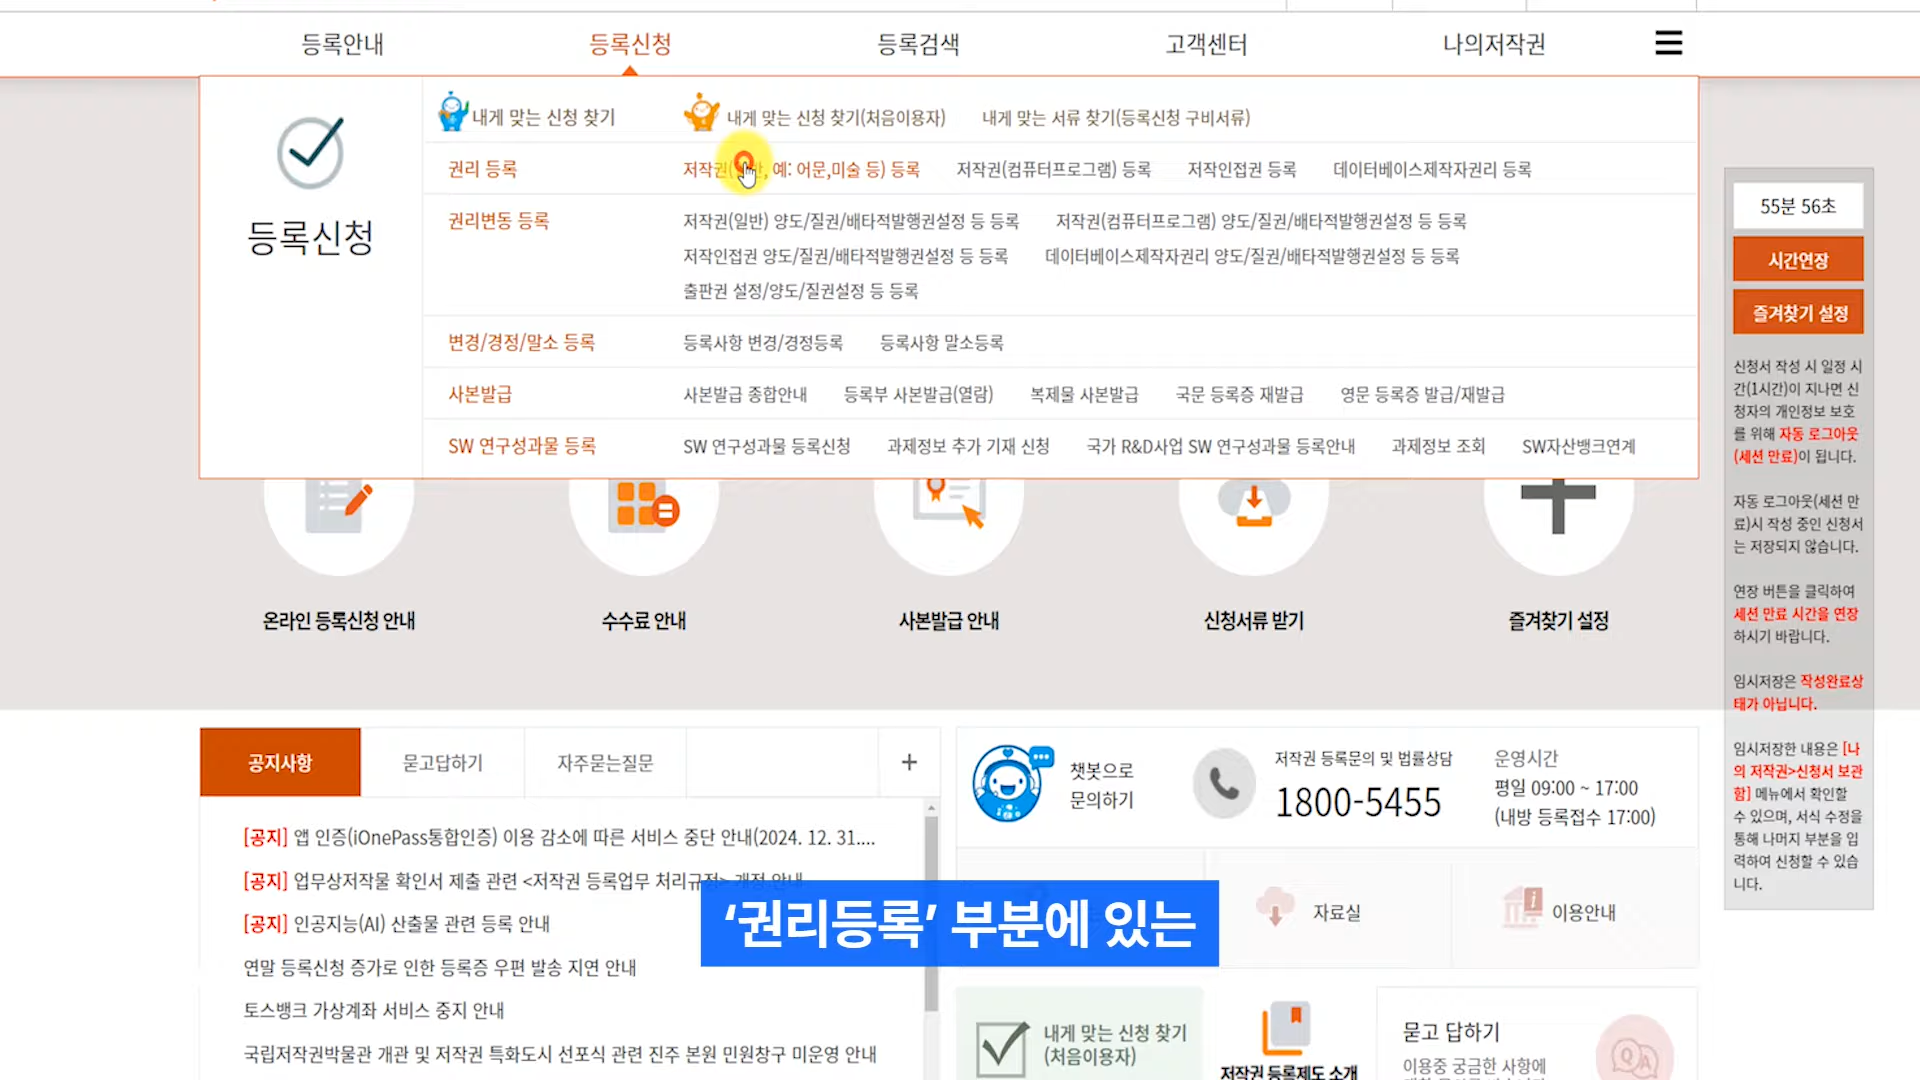 등록안내
등록신청
등록검색
고객센터
나의저작권
등록신청
내게 맞는 신청 찾기
내게 맞는 신청 찾기(처음이용자)
내게 맞는 서류 찾기(등록신청 구비서류)
권리 등록
저작권(일반, 예: 어문,미술 등) 등록
저작권(컴퓨터프로그램) 등록
저작인접권 등록
데이터베이스제작자권리 등록
권리변동 등록
저작권(일반) 양도/질권/배타적발행권설정 등 등록
저작권(컴퓨터프로그램) 양도/질권/배타적발행권설정 등 등록
저작인접권 양도/질권/배타적발행권설정 등 등록
데이터베이스제작자권리 양도/질권/배타적발행권설정 등 등록
출판권 설정/양도/질권설정 등 등록
변경/경정/말소 등록
등록사항 변경/경정등록
등록사항 말소등록
사본발급
사본발급 종합안내
등록부 사본발급(열람)
복제물 사본발급
국문 등록증 재발급
영문 등록증 발급/재발급
SW 연구성과물 등록
SW 연구성과물 등록신청
과제정보 추가 기재 신청
국가 R&D사업 SW 연구성과물 등록안내
과제정보 조회
SW자산뱅크연계
온라인 등록신청 안내
수수료 안내
사본발급 안내
신청서류 받기
즐겨찾기 설정
55분 56초
시간연장
즐겨찾기 설정
신청서 작성 시 일정 시
간(1시간)이 지나면 신
청자의 개인정보 보호
를 위해 자동 로그아웃
(세션 만료)이 됩니다.
자동 로그아웃(세션 만
료)시 작성 중인 신청서
는 저장되지 않습니다.
연장 버튼을 클릭하여
세션 만료 시간을 연장
하시기 바랍니다.
임시저장은 작성완료상
태가 아닙니다.
임시저장한 내용은 [나
의 저작권>신청서 보관
함] 메뉴에서 확인할
수 있으며, 서식 수정을
통해 나머지 부분을 입
력하여 신청할 수 있습
니다.
공지사항
묻고답하기
자주묻는질문
+
[공지] 앱 인증(iOnePass통합인증) 이용 감소에 따른 서비스 중단 안내(2024. 12. 31....
[공지] 업무상저작물 확인서 제출 관련 <저작권 등록업무 처리규정> 개정 안내
[공지] 인공지능(AI) 산출물 관련 등록 안내
연말 등록신청 증가로 인한 등록증 우편 발송 지연 안내
토스뱅크 가상계좌 서비스 중지 안내
국립저작권박물관 개관 및 저작권 특화도시 선포식 관련 진주 본원 민원창구 미운영 안내
챗봇으로
문의하기
저작권 등록문의 및 법률상담
1800-5455
운영시간
평일 09:00 ~ 17:00
(내방 등록접수 17:00)
자료실
이용안내
‘권리등록’ 부분에 있는
내게 맞는 신청 찾기
(처음이용자)
저작권 등록제도 소개
묻고 답하기
이용중 궁금한 사항에
Q
A